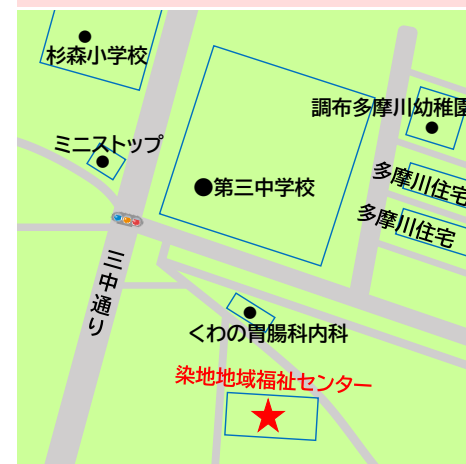 杉森小学校
調布多摩川幼稚園
ミニストップ
多摩川住宅
第三中学校
多摩川住宅
三中通り
くわの胃腸科内科
染地地域福祉センター